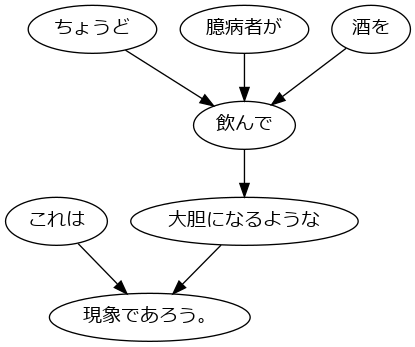 ちょうど
臆病者が
酒を
飲んで
これは
大胆になるような
現象であろう。